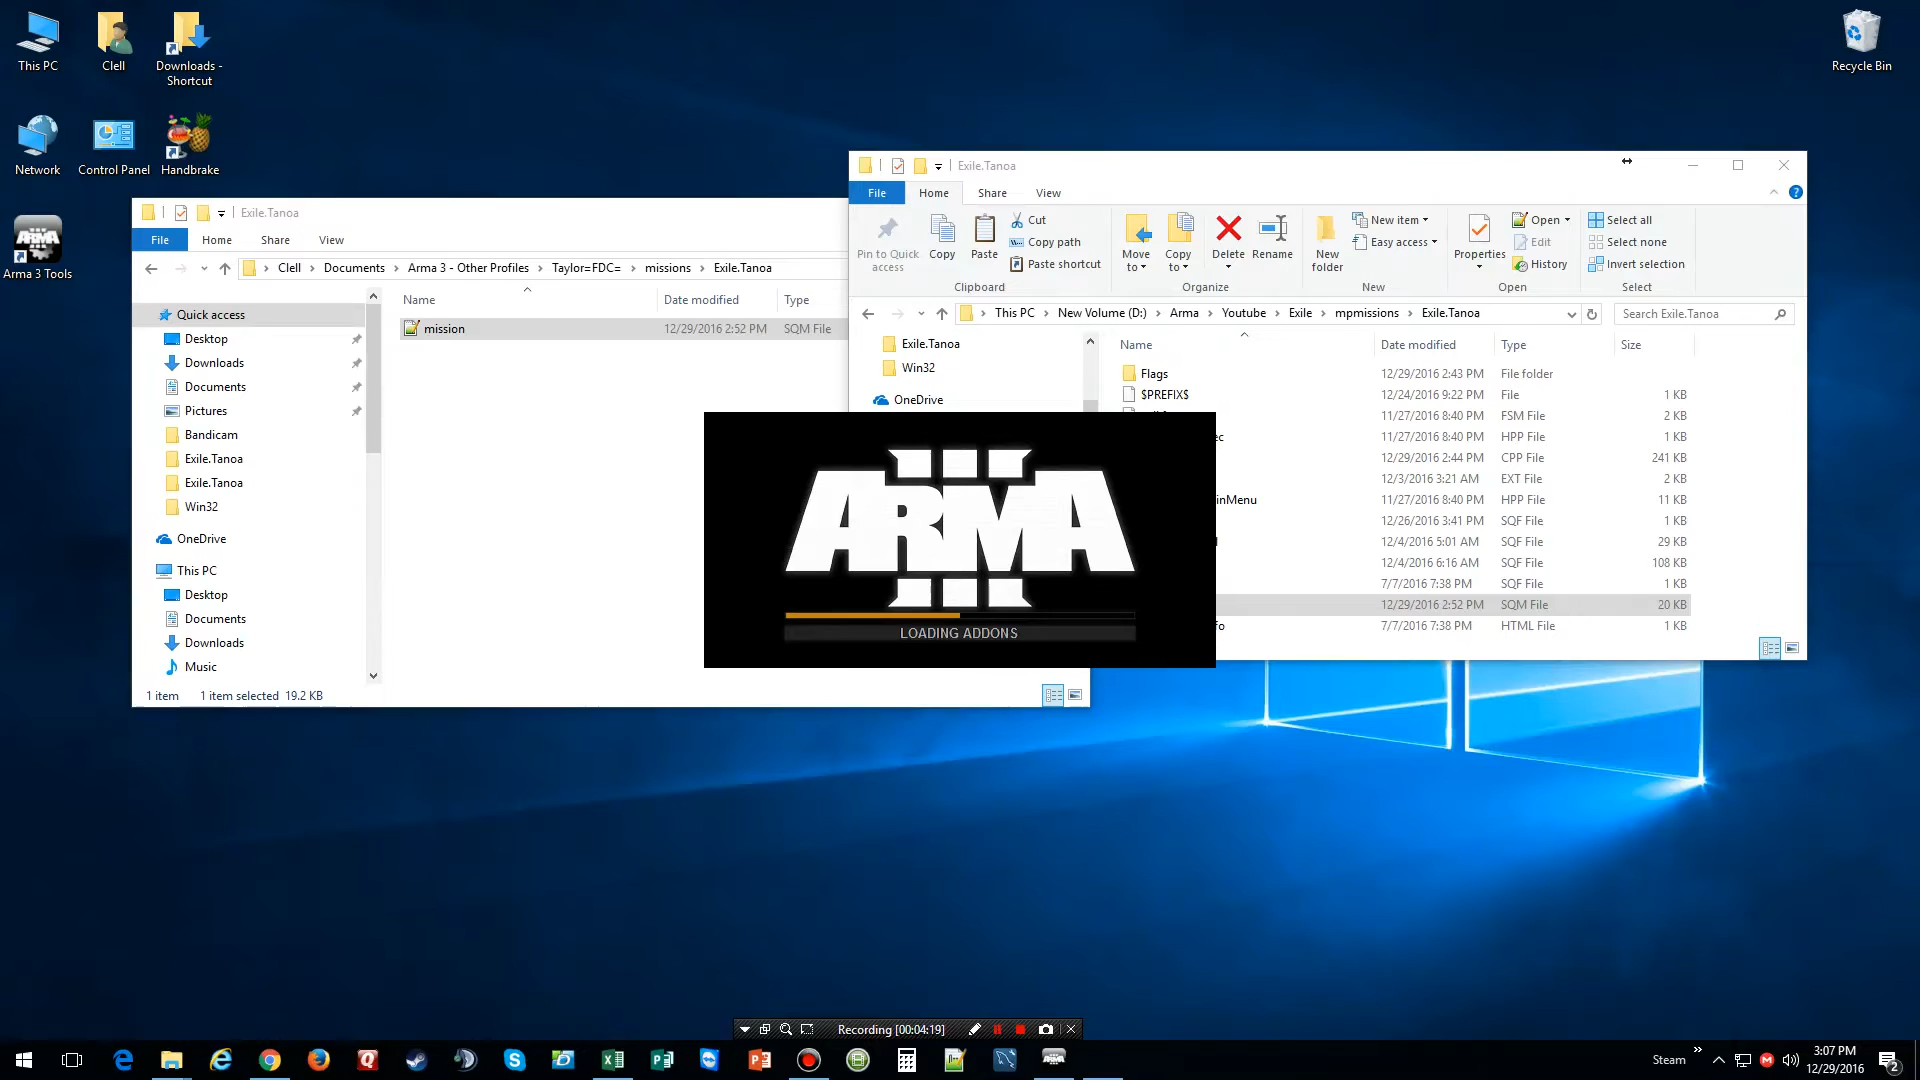 This PC
Clell
Downloads -
Shortcut
Recycle Bin
Network
Control Panel
Handbrake
Arma 3 Tools
Exile.Tanoa
File
Home
Share
View
Clell
Documents
Arma 3 - Other Profiles
Taylor=FDC=
missions
Exile.Tanoa
Name
Date modified
Type
mission
12/29/2016 2:52 PM
SQM File
Quick access
Desktop
Downloads
Documents
Pictures
Bandicam
Exile.Tanoa
Exile.Tanoa
Win32
OneDrive
This PC
Desktop
Documents
Downloads
Music
1 item
1 item selected 19.2 KB
Exile.Tanoa
File
Home
Share
View
Pin to Quick
access
Copy
Paste
Cut
Copy path
Paste shortcut
Clipboard
Move
to
Copy
to
Delete
Rename
Organize
New
folder
New item
Easy access
New
Properties
Open
Edit
History
Open
Select all
Select none
Invert selection
Select
This PC
New Volume (D:)
Arma
Youtube
Exile
mpmissions
Exile.Tanoa
Search Exile.Tanoa
Exile.Tanoa
Win32
OneDrive
Name
Date modified
Type
Size
Flags 12/29/2016 2:43 PM File folder
$PREFIX$ 12/24/2016 9:22 PM File 1 KB
11/27/2016 8:40 PM FSM File 2 KB
ec 11/27/2016 8:40 PM HPP File 1 KB
12/29/2016 2:44 PM CPP File 241 KB
12/3/2016 3:21 AM EXT File 2 KB
inMenu 11/27/2016 8:40 PM HPP File 11 KB
12/26/2016 3:41 PM SQF File 1 KB
12/4/2016 5:01 AM SQF File 29 KB
12/4/2016 6:16 AM SQF File 108 KB
7/7/2016 7:38 PM SQF File 1 KB
12/29/2016 2:52 PM SQM File 20 KB
fo 7/7/2016 7:38 PM HTML File 1 KB
ARMA
III
LOADING ADDONS
Recording [00:04:19]
Steam
3:07 PM
12/29/2016
2